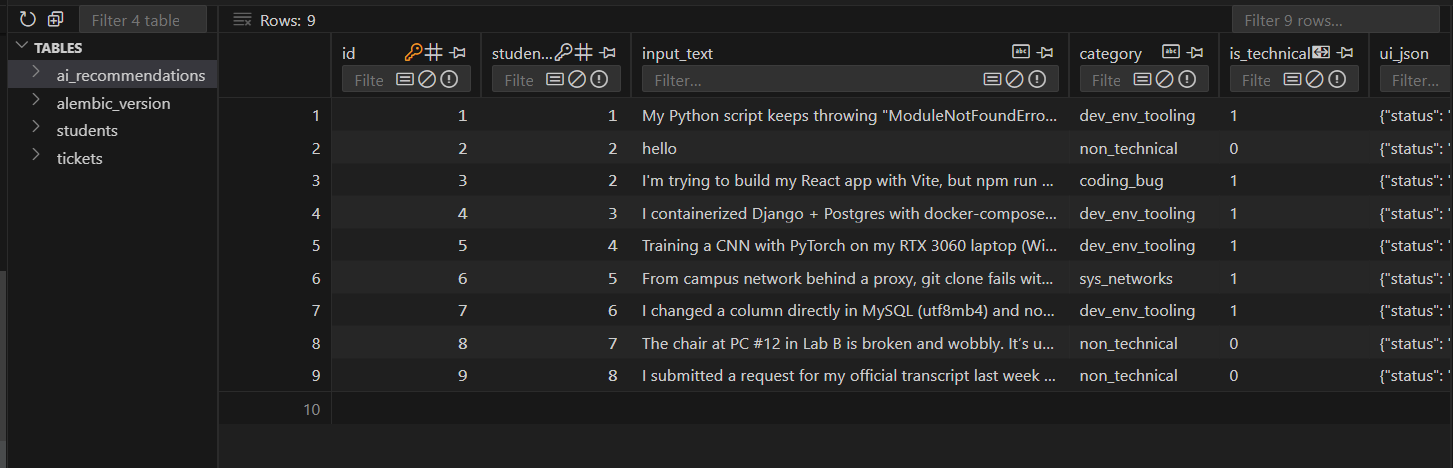 Filter 4 table Rows: 9 Filter 9 rows...
TABLES
ai_recommendations
alembic_version
students
tickets
id studen... input_text category is_technical ui_json
Filte Filte Filter... Filte Filte Filter...
1 1 1 My Python script keeps throwing "ModuleNotFoundErro... dev_env_tooling 1 {"status": '
2 2 2 hello non_technical 0 {"status": '
3 3 2 I'm trying to build my React app with Vite, but npm run ... coding_bug 1 {"status": '
4 4 3 I containerized Django + Postgres with docker-compose... dev_env_tooling 1 {"status": '
5 5 4 Training a CNN with PyTorch on my RTX 3060 laptop (Wi... dev_env_tooling 1 {"status": '
6 6 5 From campus network behind a proxy, git clone fails wit... sys_networks 1 {"status": '
7 7 6 I changed a column directly in MySQL (utf8mb4) and no... dev_env_tooling 1 {"status": '
8 8 7 The chair at PC #12 in Lab B is broken and wobbly. It’s u... non_technical 0 {"status": '
9 9 8 I submitted a request for my official transcript last week ... non_technical 0 {"status": '
10